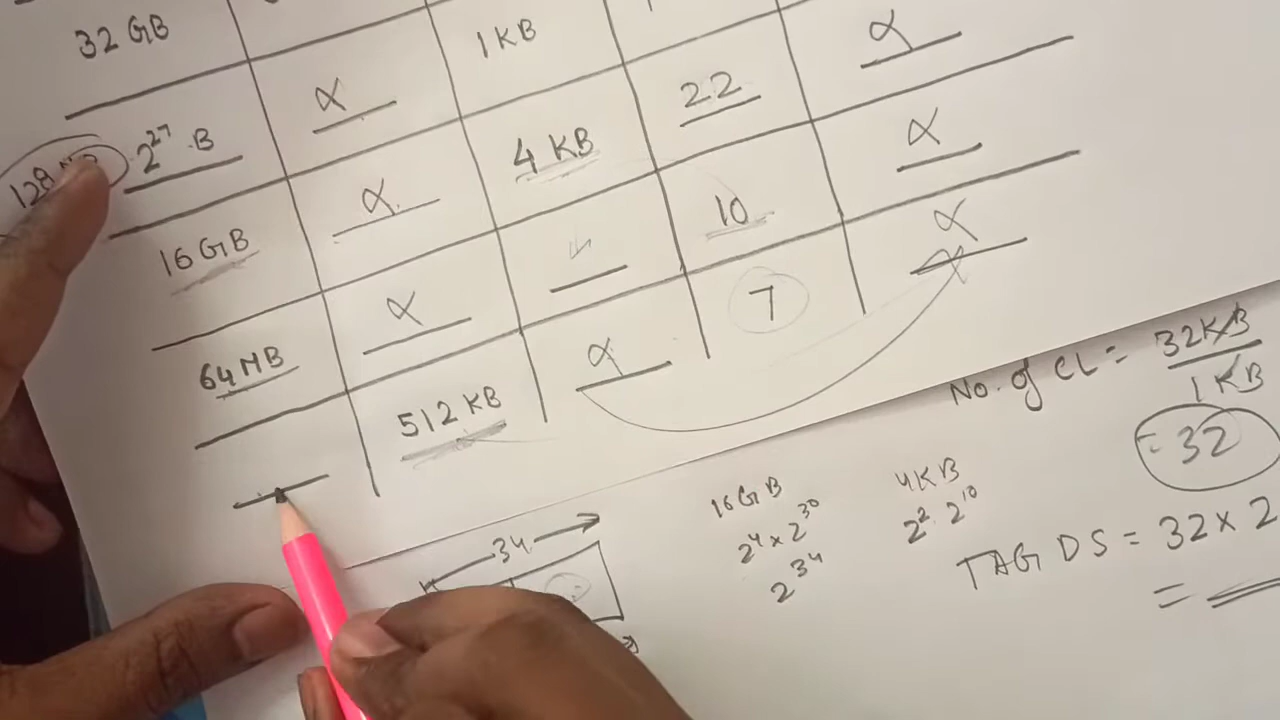 32 GB 1 KB
2^27 B α 4 KB 22 α
16 GB α 10 α
64 MB α α 7 α
512 KB
No. of CL = 32KB / 1KB
= 32
TAG DS = 32 × 2
=
16 GB
2^4 × 2^30
2^34
4KB
2^2 . 2^10
34